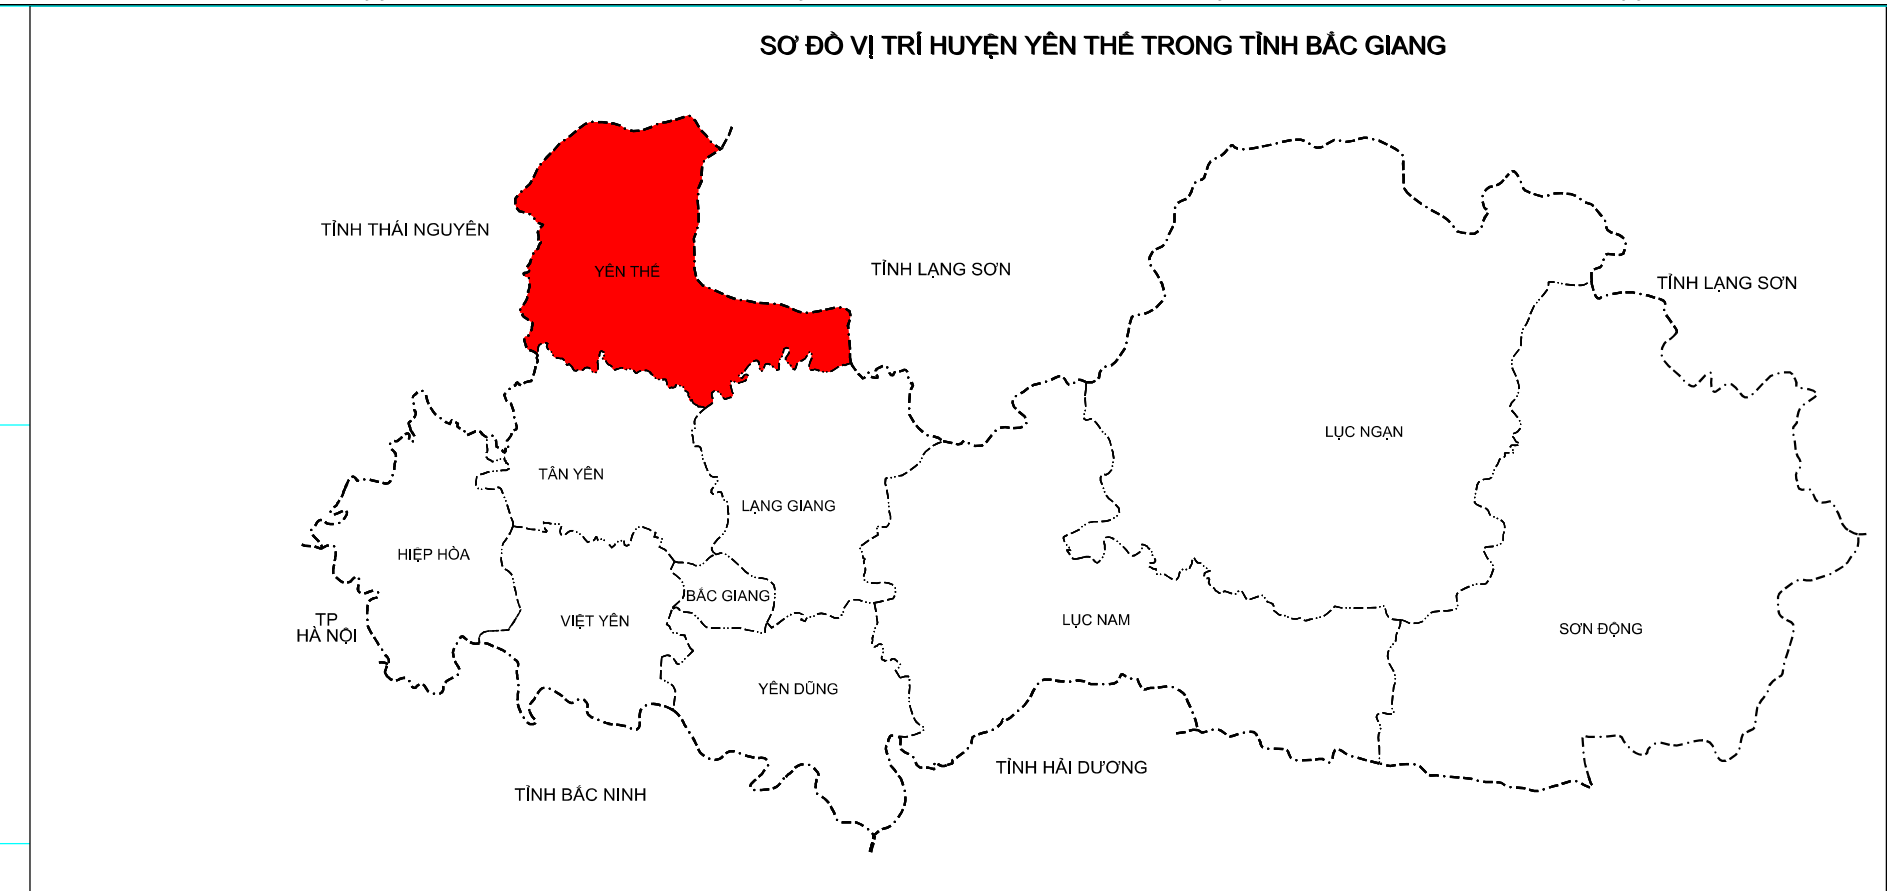 SƠ ĐỒ VỊ TRÍ HUYỆN YÊN THẾ TRONG TỈNH BẮC GIANG
TỈNH THÁI NGUYÊN
YÊN THẾ
TỈNH LẠNG SƠN
TỈNH LẠNG SƠN
LỤC NGẠN
TÂN YÊN
LẠNG GIANG
HIỆP HÒA
BẮC GIANG
TP
HÀ NỘI
VIỆT YÊN
LỤC NAM
SƠN ĐỘNG
YÊN DŨNG
TỈNH HẢI DƯƠNG
TỈNH BẮC NINH